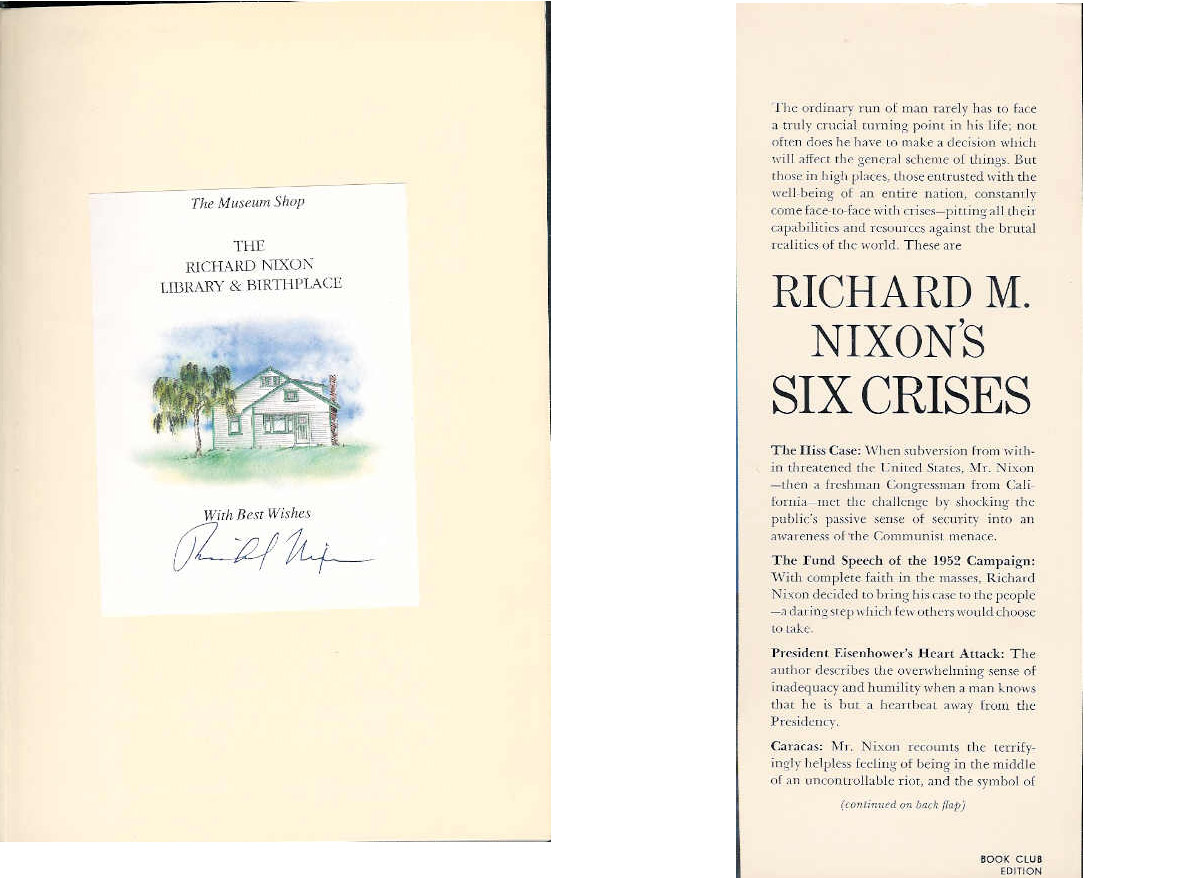 The Museum Shop
THE
RICHARD NIXON
LIBRARY & BIRTHPLACE
With Best Wishes
Richard Nixon
The ordinary run of man rarely has to face
a truly crucial turning point in his life; not
often does he have to make a decision which
will affect the general scheme of things. But
those in high places, those entrusted with the
well-being of an entire nation, constantly
come face-to-face with crises—pitting all their
capabilities and resources against the brutal
realities of the world. These are
RICHARD M.
NIXON'S
SIX CRISES
The Hiss Case: When subversion from with-
in threatened the United States, Mr. Nixon
—then a freshman Congressman from Cali-
fornia—met the challenge by shocking the
public's passive sense of security into an
awareness of the Communist menace.
The Fund Speech of the 1952 Campaign:
With complete faith in the masses, Richard
Nixon decided to bring his case to the people
—a daring step which few others would choose
to take.
President Eisenhower's Heart Attack: The
author describes the overwhelming sense of
inadequacy and humility when a man knows
that he is but a heartbeat away from the
Presidency.
Caracas: Mr. Nixon recounts the terrify-
ingly helpless feeling of being in the middle
of an uncontrollable riot, and the symbol of
(continued on back flap)
BOOK CLUB
EDITION